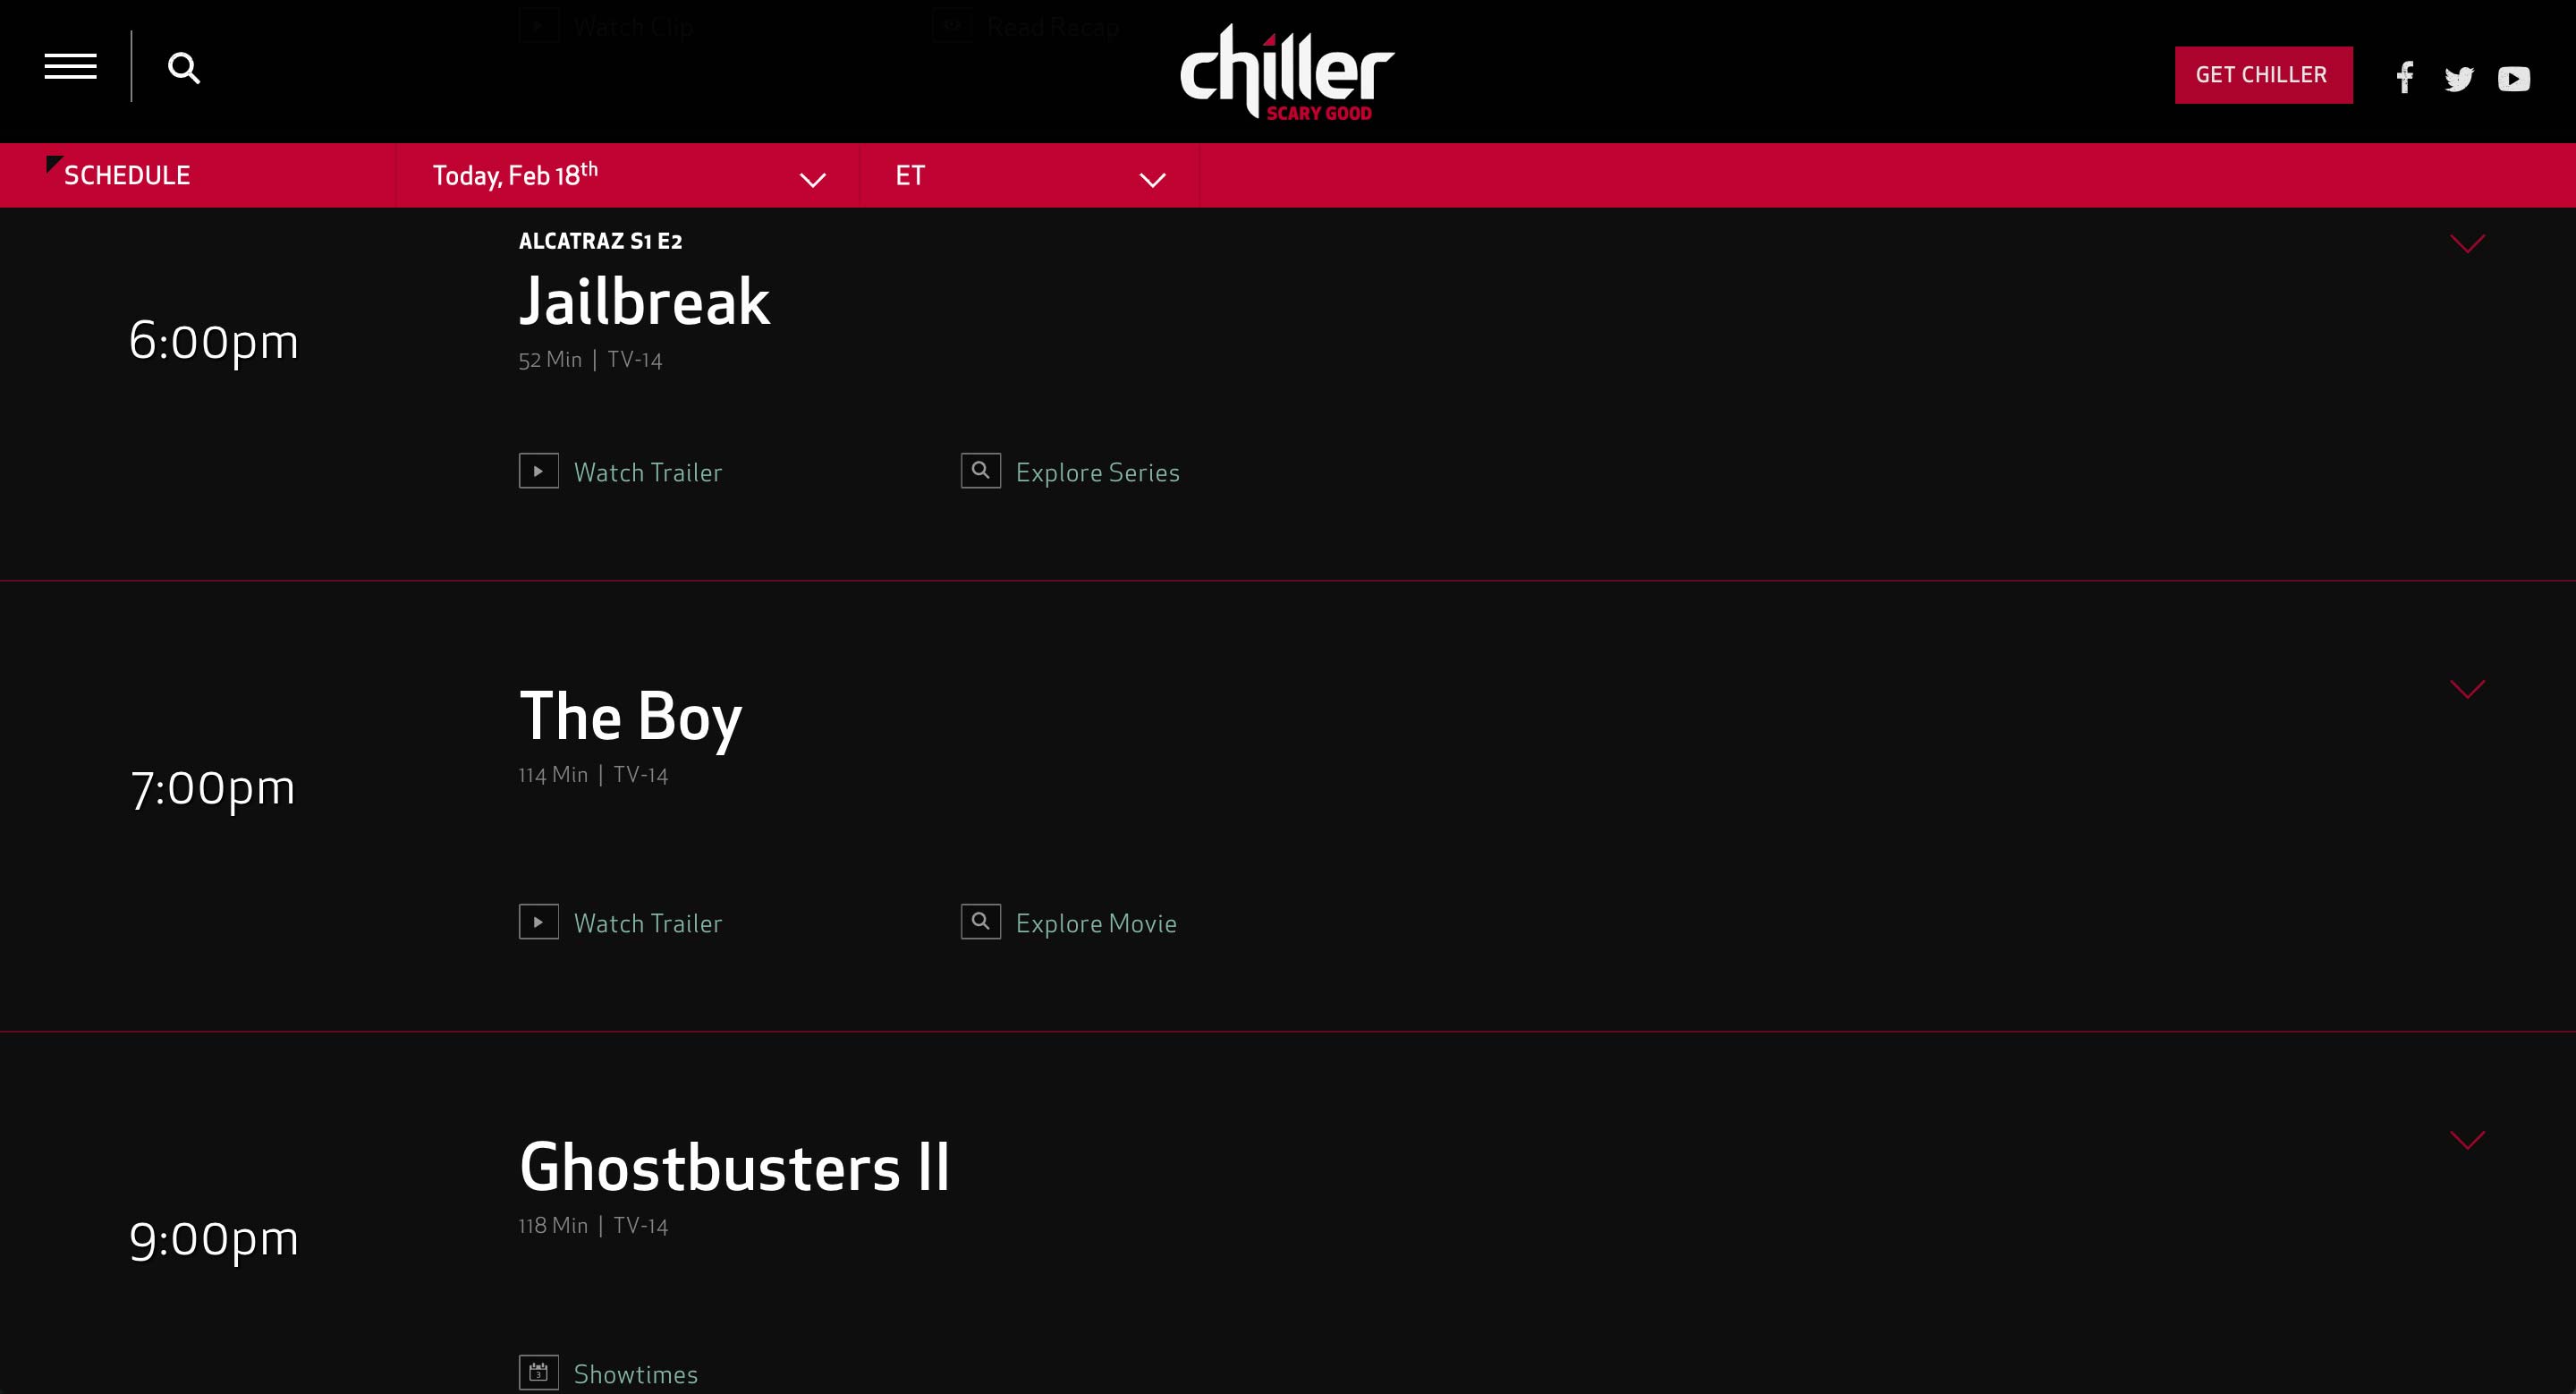 Watch Clip
Read Recap
chiller
SCARY GOOD
GET CHILLER
SCHEDULE
Today, Feb 18th
ET
ALCATRAZ S1 E2
Jailbreak
6:00pm
52 Min | TV-14
Watch Trailer
Explore Series
The Boy
7:00pm
114 Min | TV-14
Watch Trailer
Explore Movie
Ghostbusters II
9:00pm
118 Min | TV-14
3
Showtimes